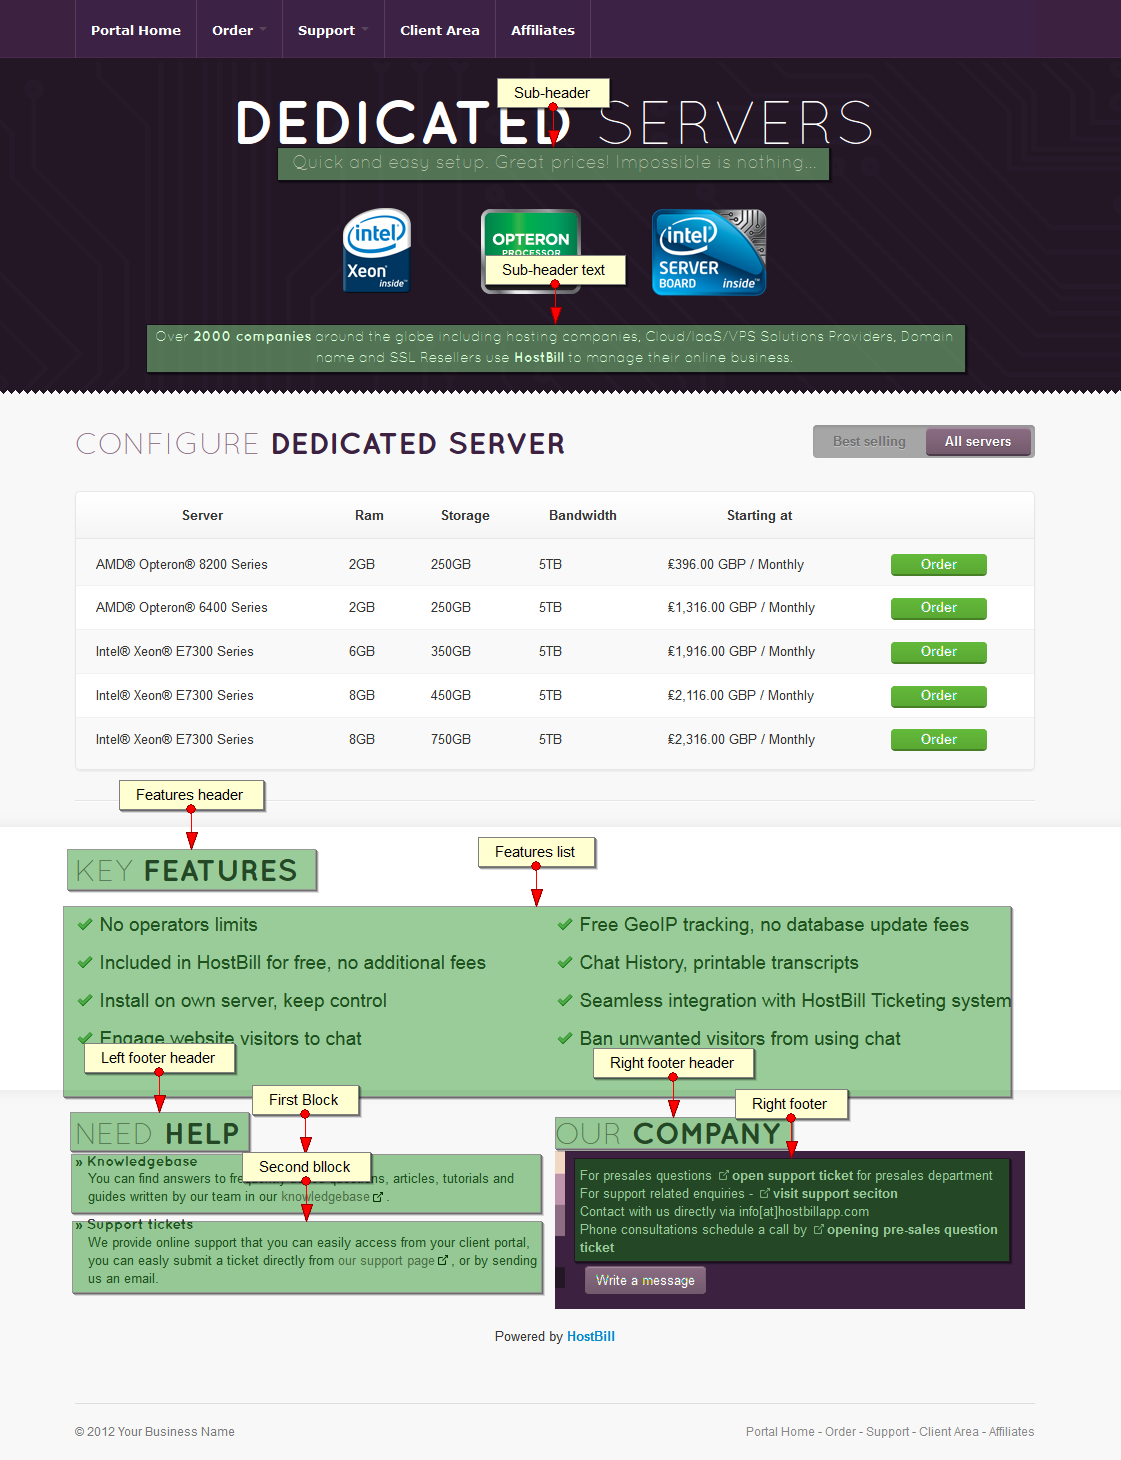 Portal Home Order Support Client Area Affiliates
Sub-header
DEDICATED SERVERS
Quick and easy setup. Great prices! Impossible is nothing...
intel Xeon inside™
OPTERON
PROCESSOR
intel SERVER BOARD inside™
Sub-header text
Over 2000 companies around the globe including hosting companies, Cloud/IaaS/VPS Solutions Providers, Domain
name and SSL Resellers use HostBill to manage their online business.
CONFIGURE DEDICATED SERVER
Best selling All servers
Server Ram Storage Bandwidth Starting at
AMD® Opteron® 8200 Series 2GB 250GB 5TB £396.00 GBP / Monthly Order
AMD® Opteron® 6400 Series 2GB 250GB 5TB £1,316.00 GBP / Monthly Order
Intel® Xeon® E7300 Series 6GB 350GB 5TB £1,916.00 GBP / Monthly Order
Intel® Xeon® E7300 Series 8GB 450GB 5TB £2,116.00 GBP / Monthly Order
Intel® Xeon® E7300 Series 8GB 750GB 5TB £2,316.00 GBP / Monthly Order
Features header
KEY FEATURES
Features list
No operators limits
Included in HostBill for free, no additional fees
Install on own server, keep control
Engage website visitors to chat
Free GeoIP tracking, no database update fees
Chat History, printable transcripts
Seamless integration with HostBill Ticketing system
Ban unwanted visitors from using chat
Left footer header
NEED HELP
First Block
» Knowledgebase
You can find answers to articles, tutorials and
guides written by our team in our knowledgebase .
Second bllock
» Support tickets
We provide online support that you can easily access from your client portal,
you can easly submit a ticket directly from our support page , or by sending
us an email.
Right footer header
OUR COMPANY
Right footer
For presales questions open support ticket for presales department
For support related enquiries - visit support seciton
Contact with us directly via info[at]hostbillapp.com
Phone consultations schedule a call by opening pre-sales question
ticket
Write a message
Powered by HostBill
© 2012 Your Business Name
Portal Home - Order - Support - Client Area - Affiliates